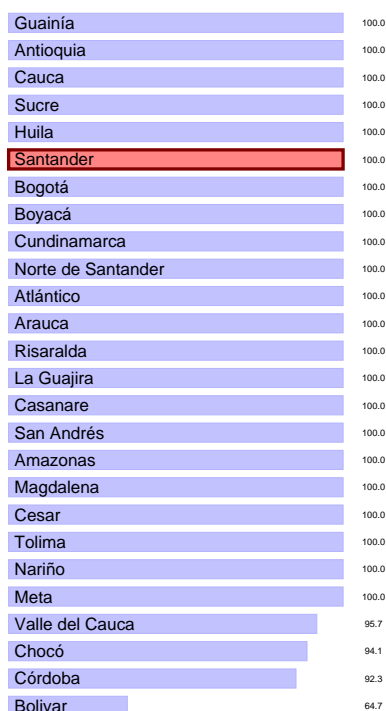 Guainía 100.0
Antioquia 100.0
Cauca 100.0
Sucre 100.0
Huila 100.0
Santander 100.0
Bogotá 100.0
Boyacá 100.0
Cundinamarca 100.0
Norte de Santander 100.0
Atlántico 100.0
Arauca 100.0
Risaralda 100.0
La Guajira 100.0
Casanare 100.0
San Andrés 100.0
Amazonas 100.0
Magdalena 100.0
Cesar 100.0
Tolima 100.0
Nariño 100.0
Meta 100.0
Valle del Cauca 95.7
Chocó 94.1
Córdoba 92.3
Bolivar 64.7